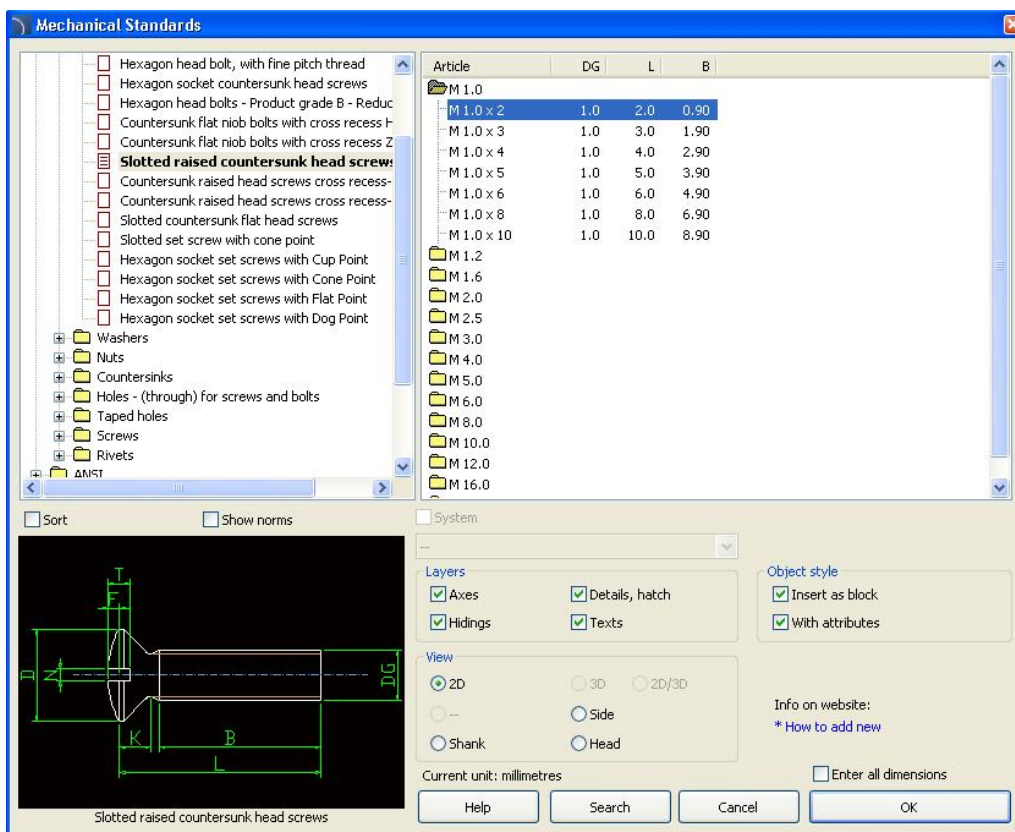 Mechanical Standards
Hexagon head bolt, with fine pitch thread
Hexagon socket countersunk head screws
Hexagon head bolts - Product grade B - Reduc
Countersunk flat niob bolts with cross recess H
Countersunk flat niob bolts with cross recess Z
Slotted raised countersunk head screws
Countersunk raised head screws cross recess-
Countersunk raised head screws cross recess-
Slotted countersunk flat head screws
Slotted set screw with cone point
Hexagon socket set screws with Cup Point
Hexagon socket set screws with Cone Point
Hexagon socket set screws with Flat Point
Hexagon socket set screws with Dog Point
Washers
Nuts
Countersinks
Holes - (through) for screws and bolts
Taped holes
Screws
Rivets
ANSI
Article DG L B
M 1.0
M 1.0 x 2 1.0 2.0 0.90
M 1.0 x 3 1.0 3.0 1.90
M 1.0 x 4 1.0 4.0 2.90
M 1.0 x 5 1.0 5.0 3.90
M 1.0 x 6 1.0 6.0 4.90
M 1.0 x 8 1.0 8.0 6.90
M 1.0 x 10 1.0 10.0 8.90
M 1.2
M 1.6
M 2.0
M 2.5
M 3.0
M 4.0
M 5.0
M 6.0
M 8.0
M 10.0
M 12.0
M 16.0
Sort Show norms
System
--
T
F
D
N
DG
K
B
L
Slotted raised countersunk head screws
Layers
Axes Details, hatch
Hidings Texts
Object style
Insert as block
With attributes
View
2D 3D 2D/3D
-- Side
Shank Head
Info on website:
* How to add new
Current unit: millimetres
Enter all dimensions
Help Search Cancel OK